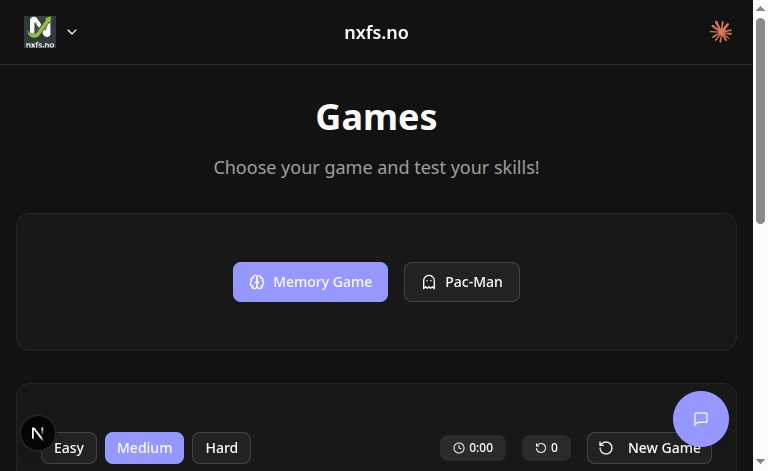 nxfs.no
nxfs.no
Games
Choose your game and test your skills!
Memory Game
Pac-Man
N
Easy
Medium
Hard
0:00
0
New Game